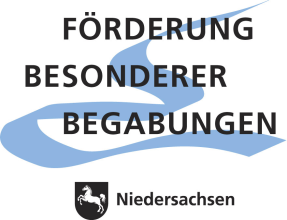 FÖRDERUNG
BESONDERER
BEGABUNGEN
Niedersachsen